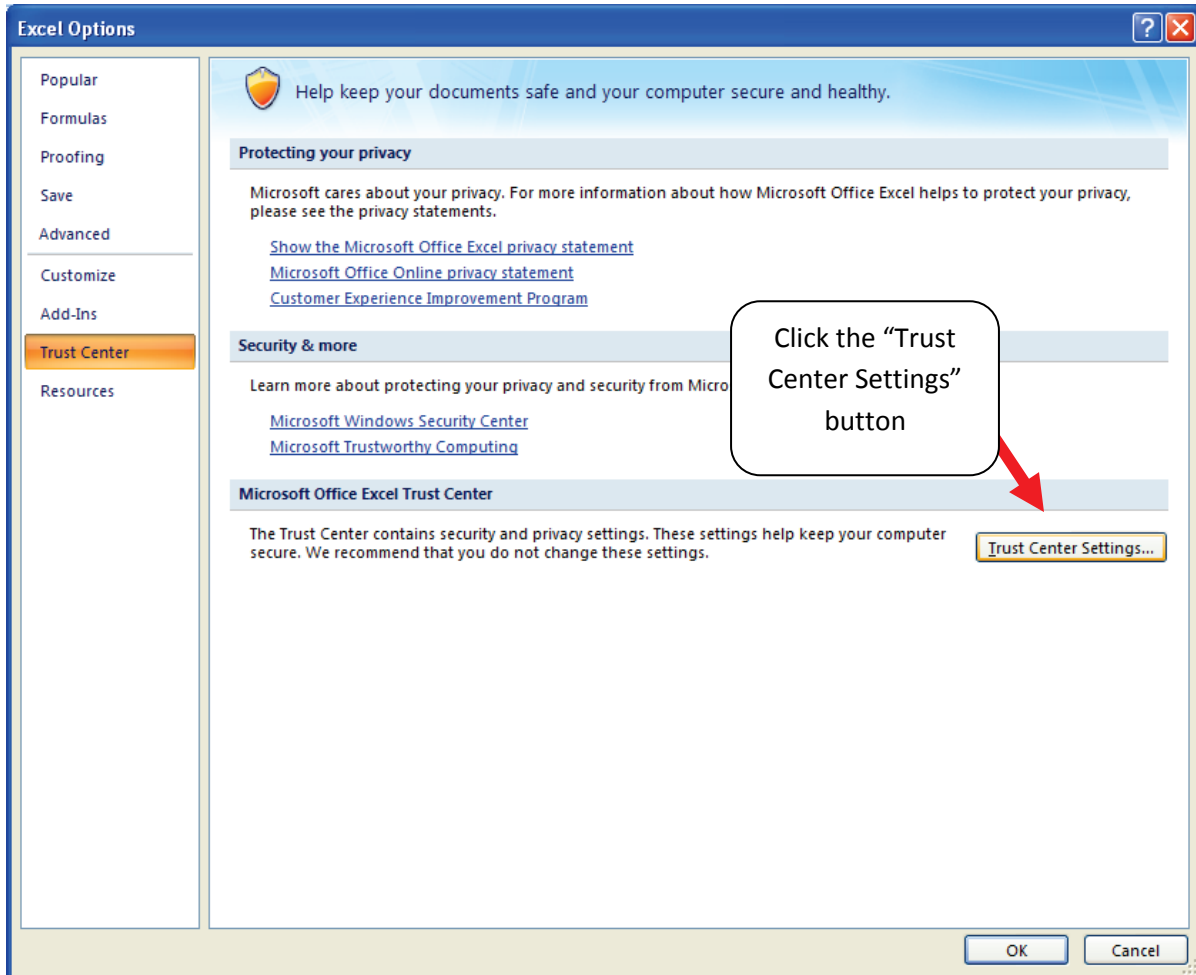 Excel Options
Popular
Formulas
Proofing
Save
Advanced
Customize
Add-Ins
Trust Center
Resources
Help keep your documents safe and your computer secure and healthy.
Protecting your privacy
Microsoft cares about your privacy. For more information about how Microsoft Office Excel helps to protect your privacy,
please see the privacy statements.
Show the Microsoft Office Excel privacy statement
Microsoft Office Online privacy statement
Customer Experience Improvement Program
Security & more
Learn more about protecting your privacy and security from Micro
Microsoft Windows Security Center
Microsoft Trustworthy Computing
Click the “Trust
Center Settings”
button
Microsoft Office Excel Trust Center
The Trust Center contains security and privacy settings. These settings help keep your computer
secure. We recommend that you do not change these settings.
Trust Center Settings...
OK
Cancel